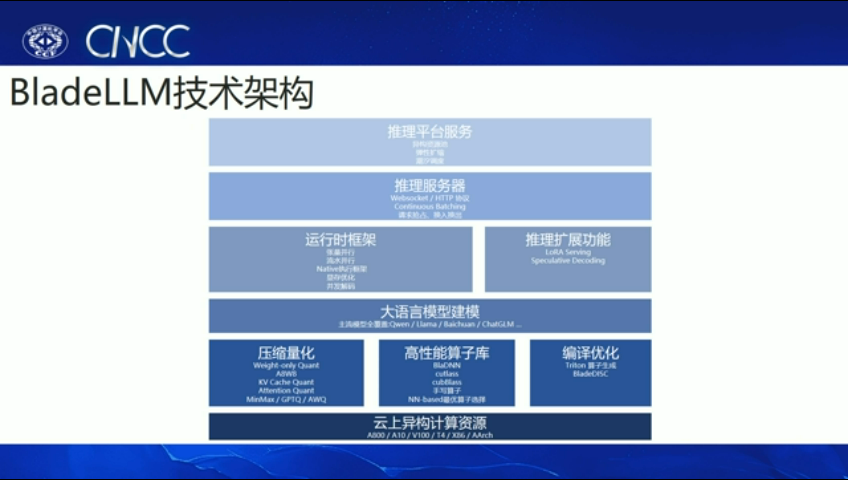 CNCC
BladeLLM技术架构
推理平台服务
异构资源池
弹性扩缩
推理服务器
Websocket / HTTP 协议
Continuous Batching
请求抢占、换入换出
运行时框架
张量并行
流水并行
Native执行框架
显存优化
并发解码
推理扩展功能
LoRA Serving
Speculative Decoding
大语言模型建模
主流模型全覆盖:Qwen / Llama / Baichuan / ChatGLM ...
压缩量化
Weight-only Quant
A8W8
KV Cache Quant
Attention Quant
MinMax / GPTQ / AWQ
高性能算子库
BlaDNN
cutlass
手写算子
NN-based最优算子选择
编译优化
Triton 算子生成
BladeDISC
云上异构计算资源
A800 / A10 / V100 / T4 / X86 / AArch